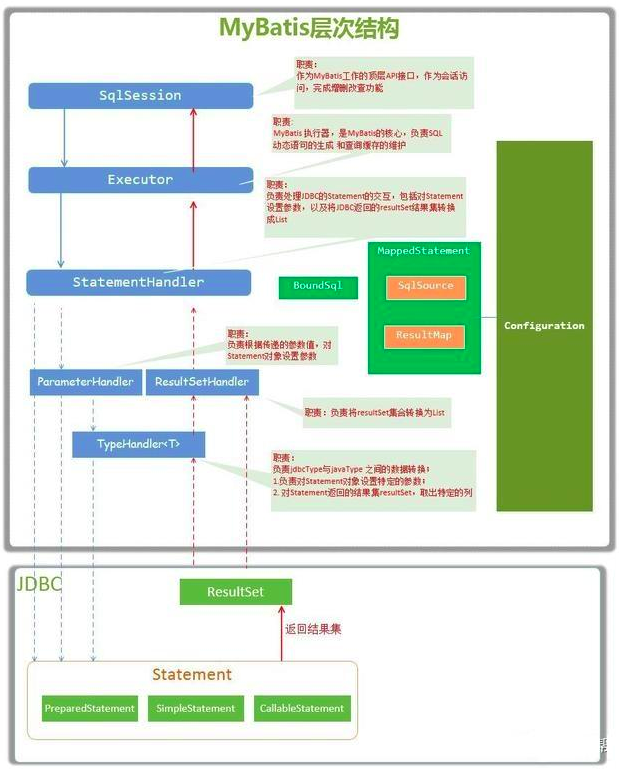 MyBatis层次结构
职责：
作为MyBatis工作的顶层API接口，作为会话访
问，完成增删改查功能
SqlSession
职责：
MyBatis 执行器，是MyBatis的核心，负责SQL
动态语句的生成 和查询缓存的维护
Executor
职责：
负责处理JDBC的Statement的交互，包括对Statement
设置参数，以及将JDBC返回的resultSet结果集转换
成List
StatementHandler
BoundSql
MappedStatement
SqlSource
ResultMap
Configuration
职责：
负责根据传递的参数值，对
Statement对象设置参数
ParameterHandler
ResultSetHandler
职责：负责将resultSet集合转换为List
TypeHandler<T>
职责：
负责jdbcType与javaType 之间的数据转换：
1.负责对Statement对象设置特定的参数；
2. 对Statement返回的结果集resultSet，取出特定的列
JDBC
ResultSet
返回结果集
Statement
PreparedStatement
SimpleStatement
CallableStatement